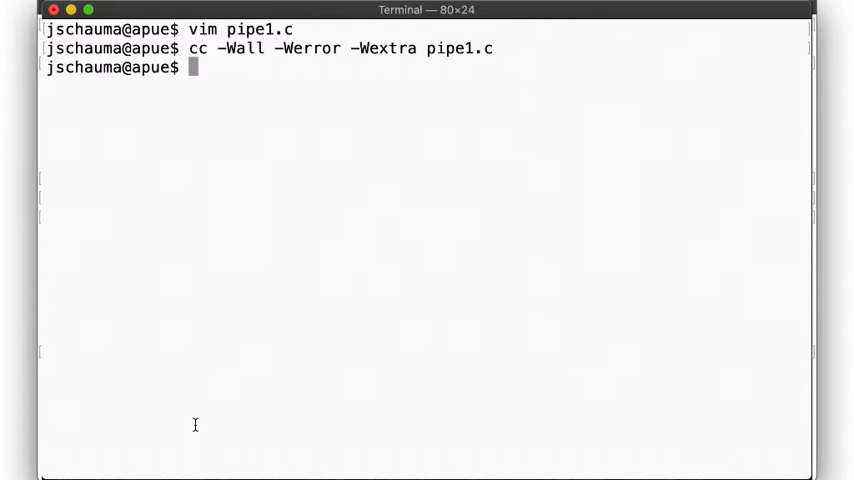 Terminal — 80×24
jschauma@apue$ vim pipe1.c
jschauma@apue$ cc -Wall -Werror -Wextra pipe1.c
jschauma@apue$